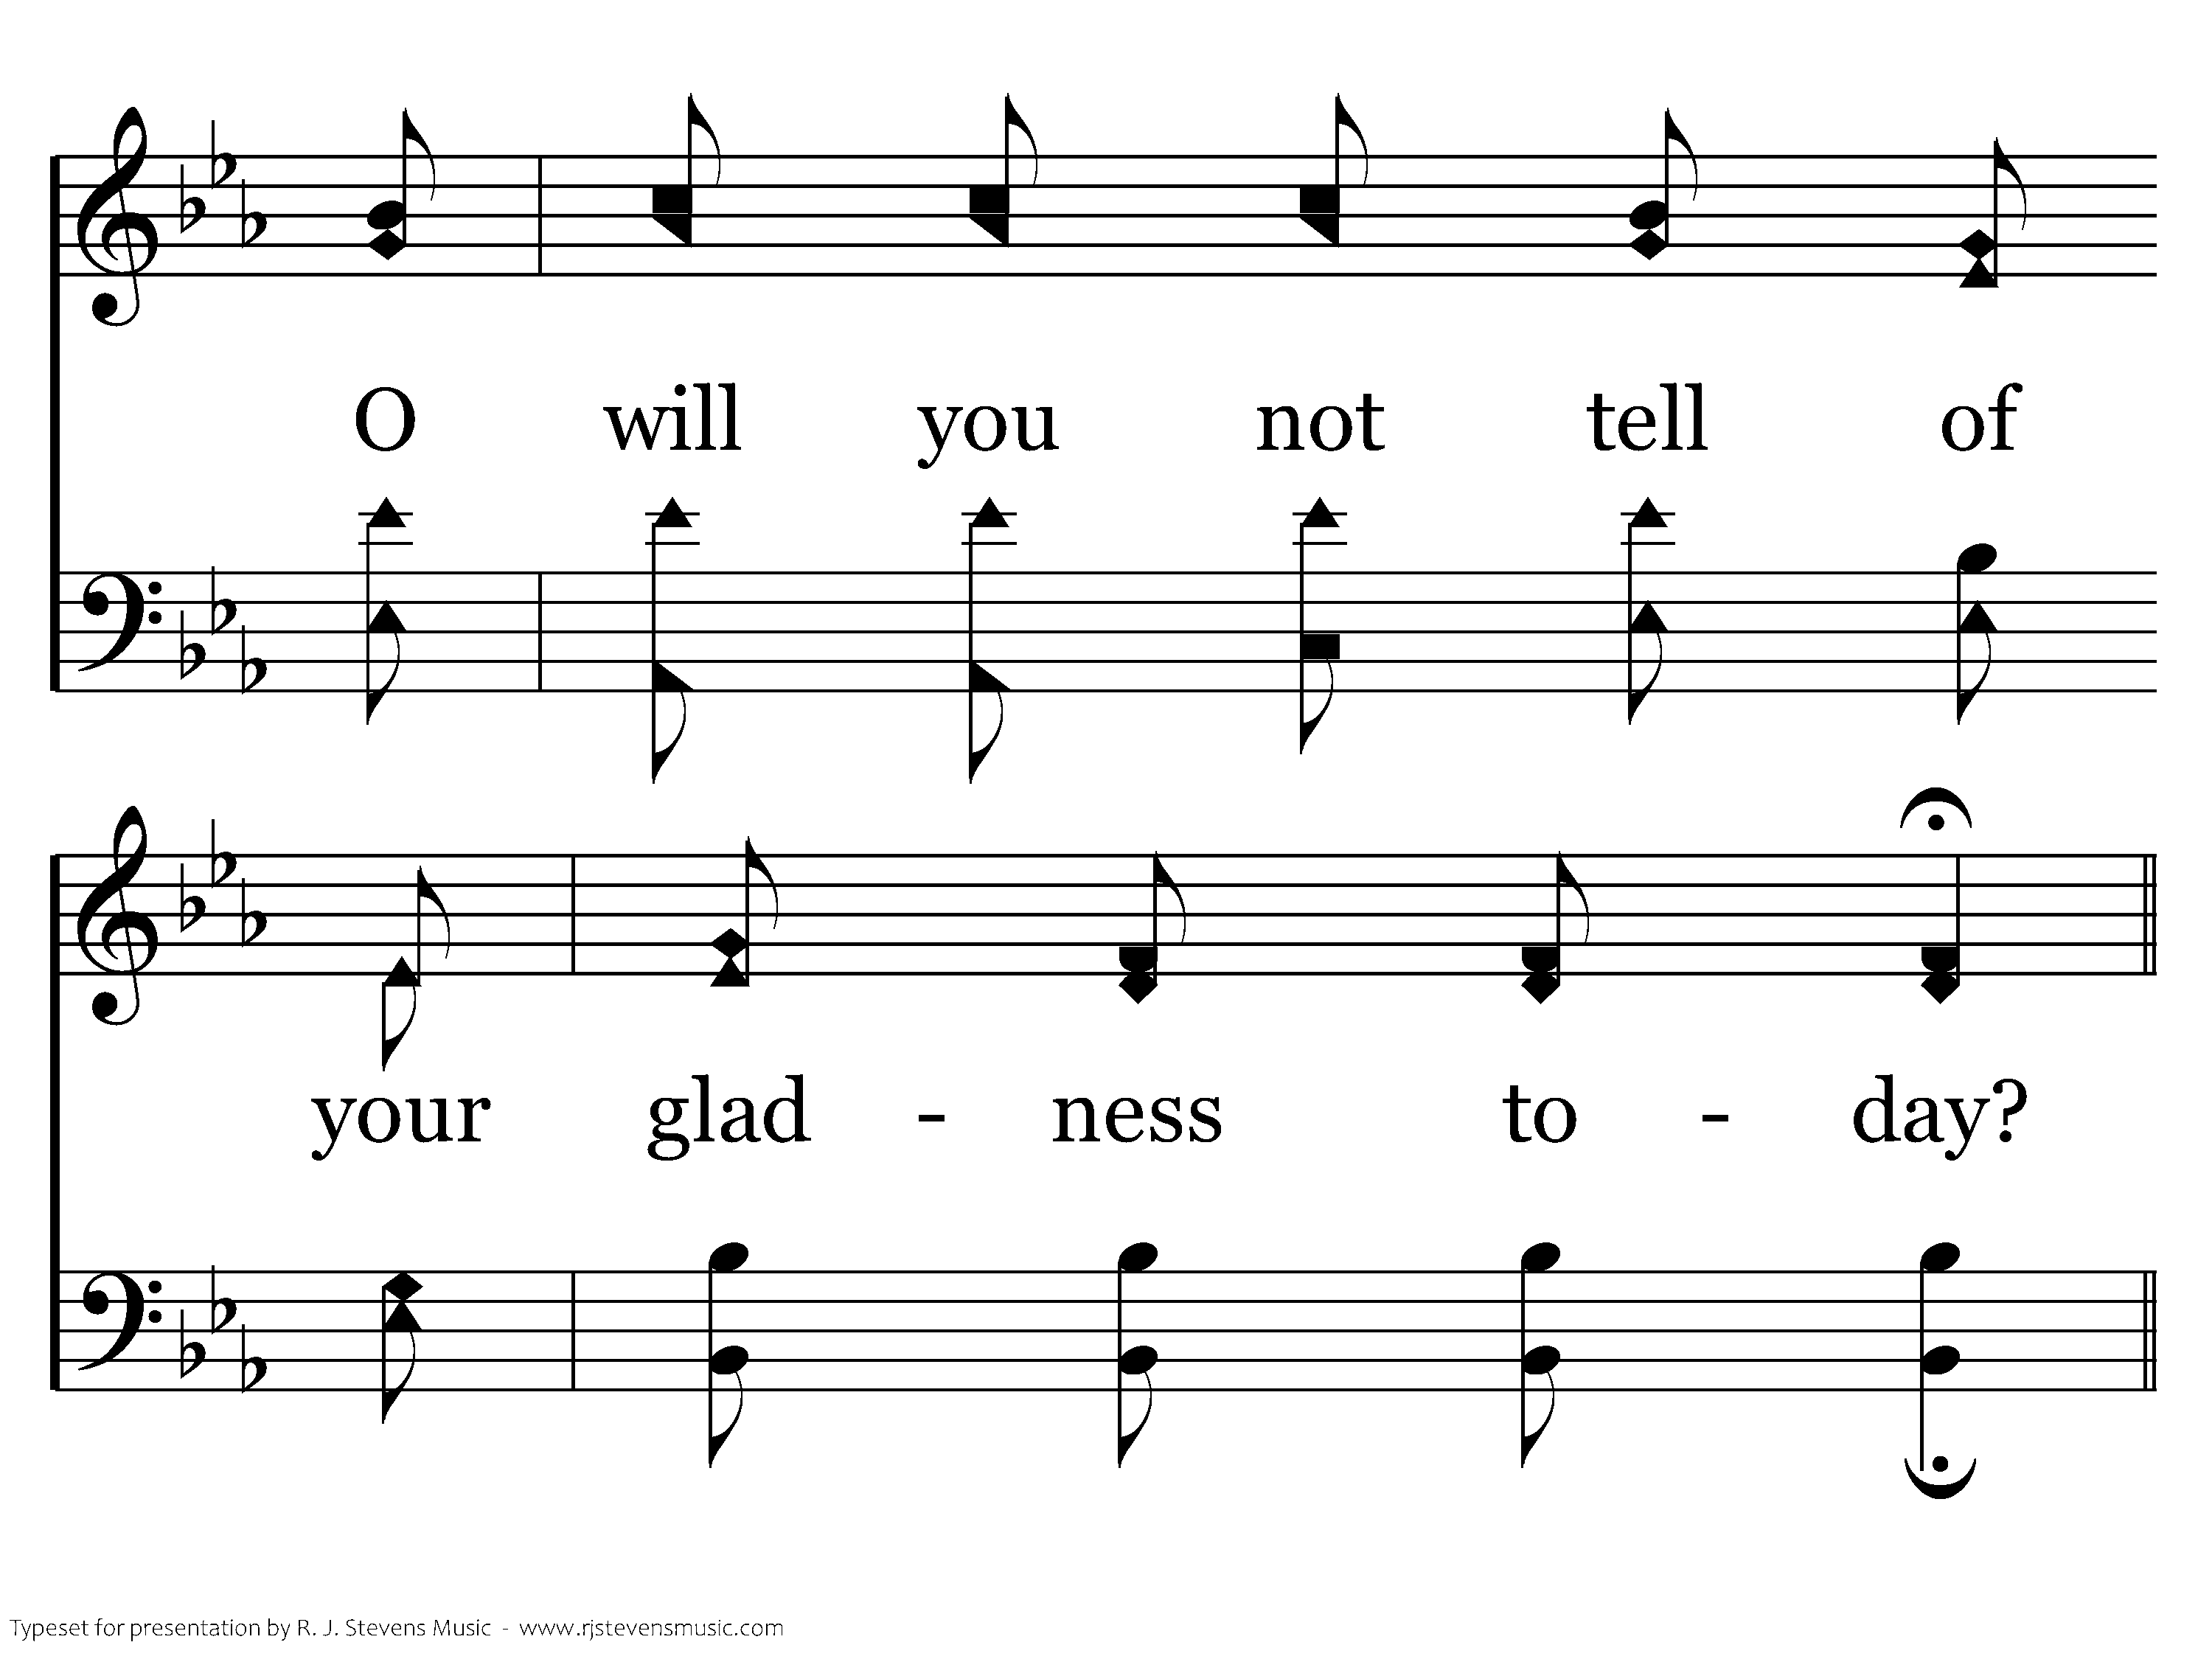 O will you not tell of
your glad - ness to - day?
Typeset for presentation by R. J. Stevens Music - www.rjstevensmusic.com